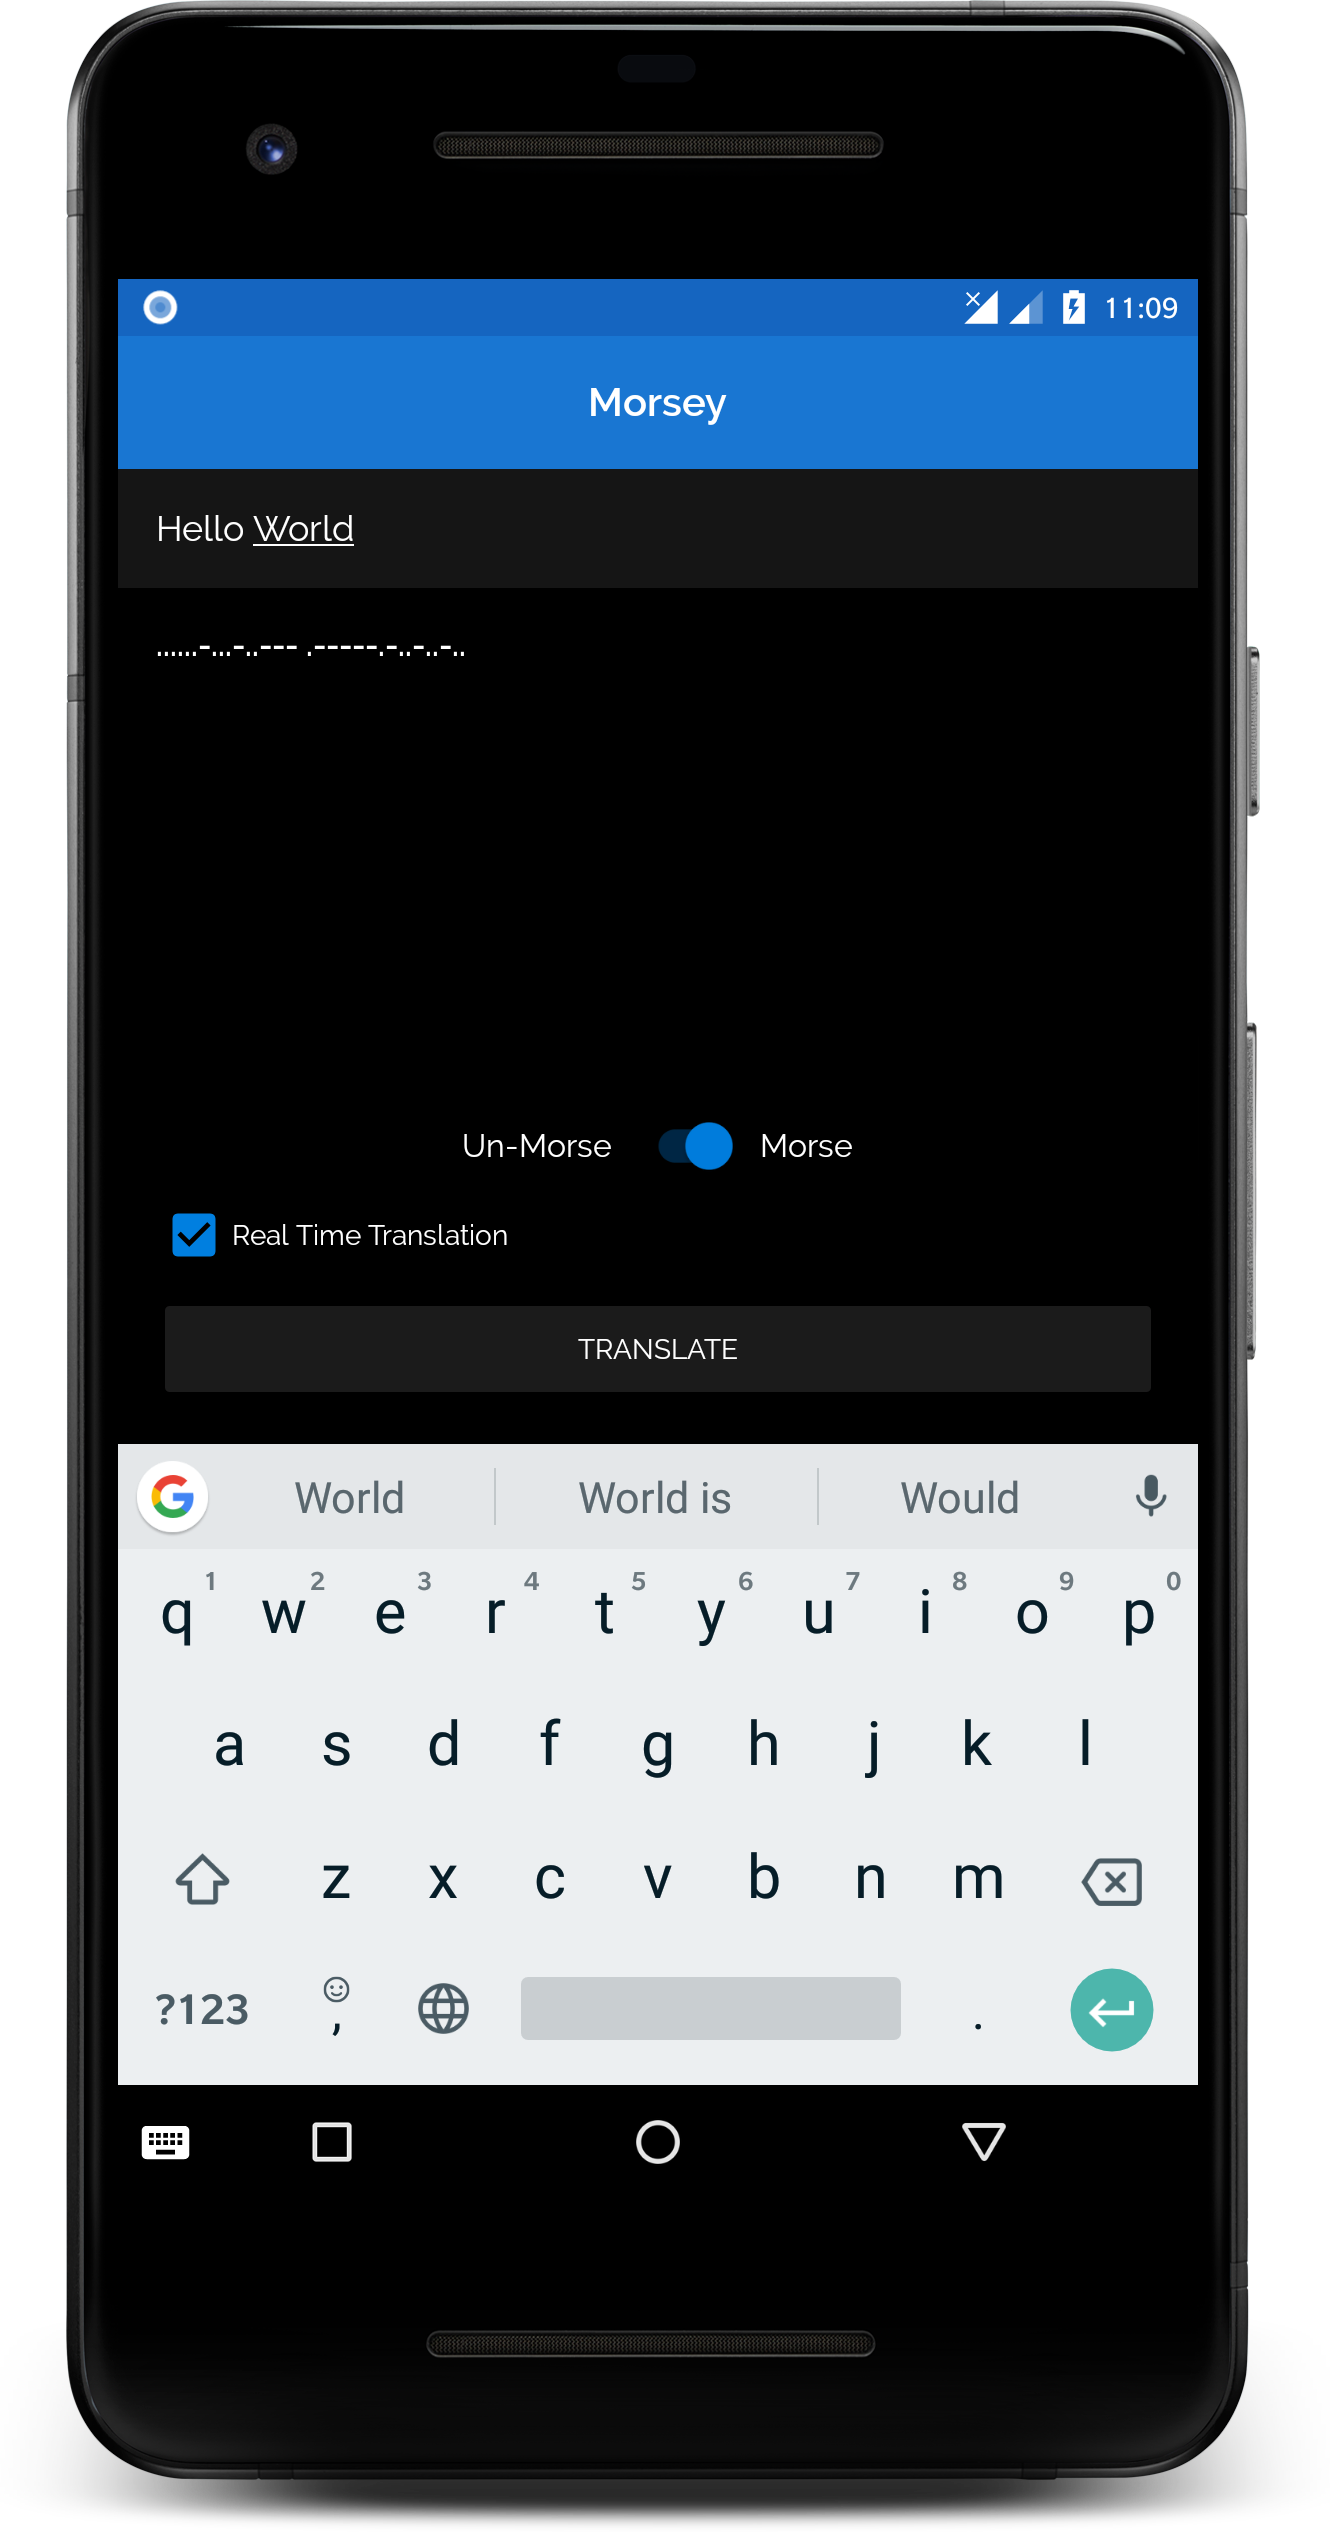 11:09
Morsey
Hello World
......-...-..--- .-----.-..-..-..
Un-Morse Morse
Real Time Translation
TRANSLATE
G World World is Would
1 2 3 4 5 6 7 8 9 0
q w e r t y u i o p
a s d f g h j k l
z x c v b n m
?123 , .